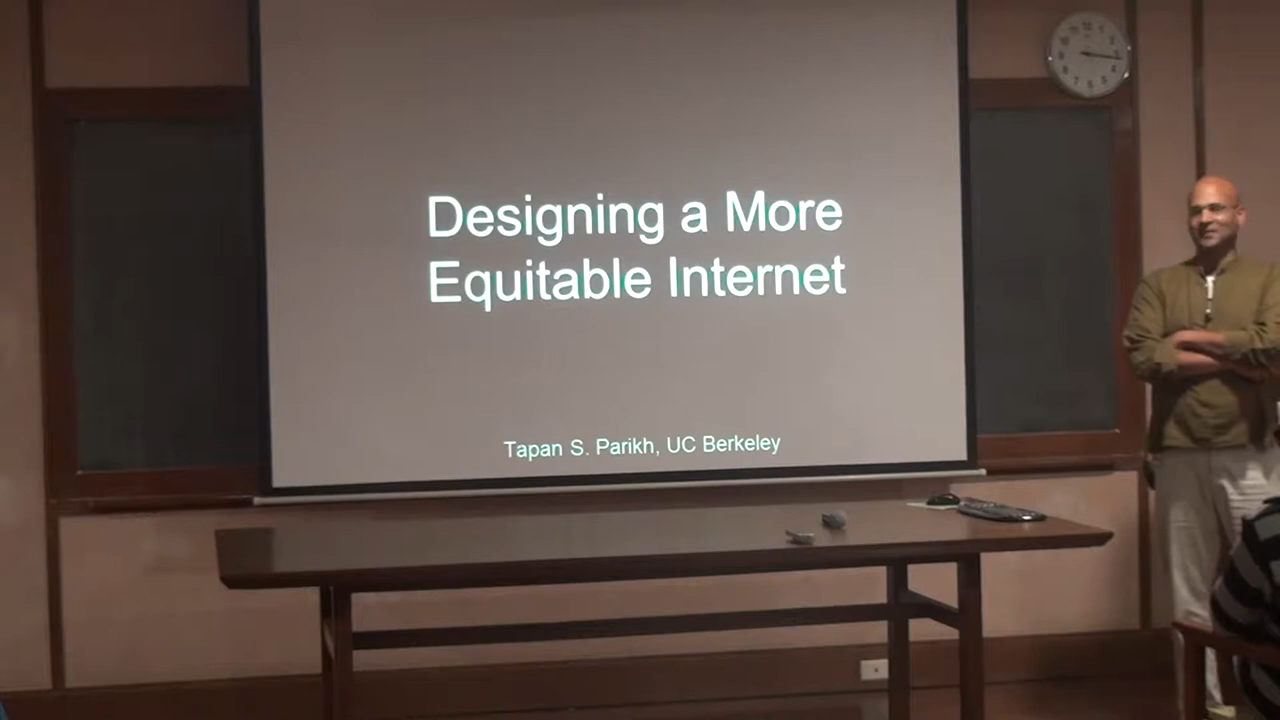 Designing a More
Equitable Internet
Tapan S. Parikh, UC Berkeley